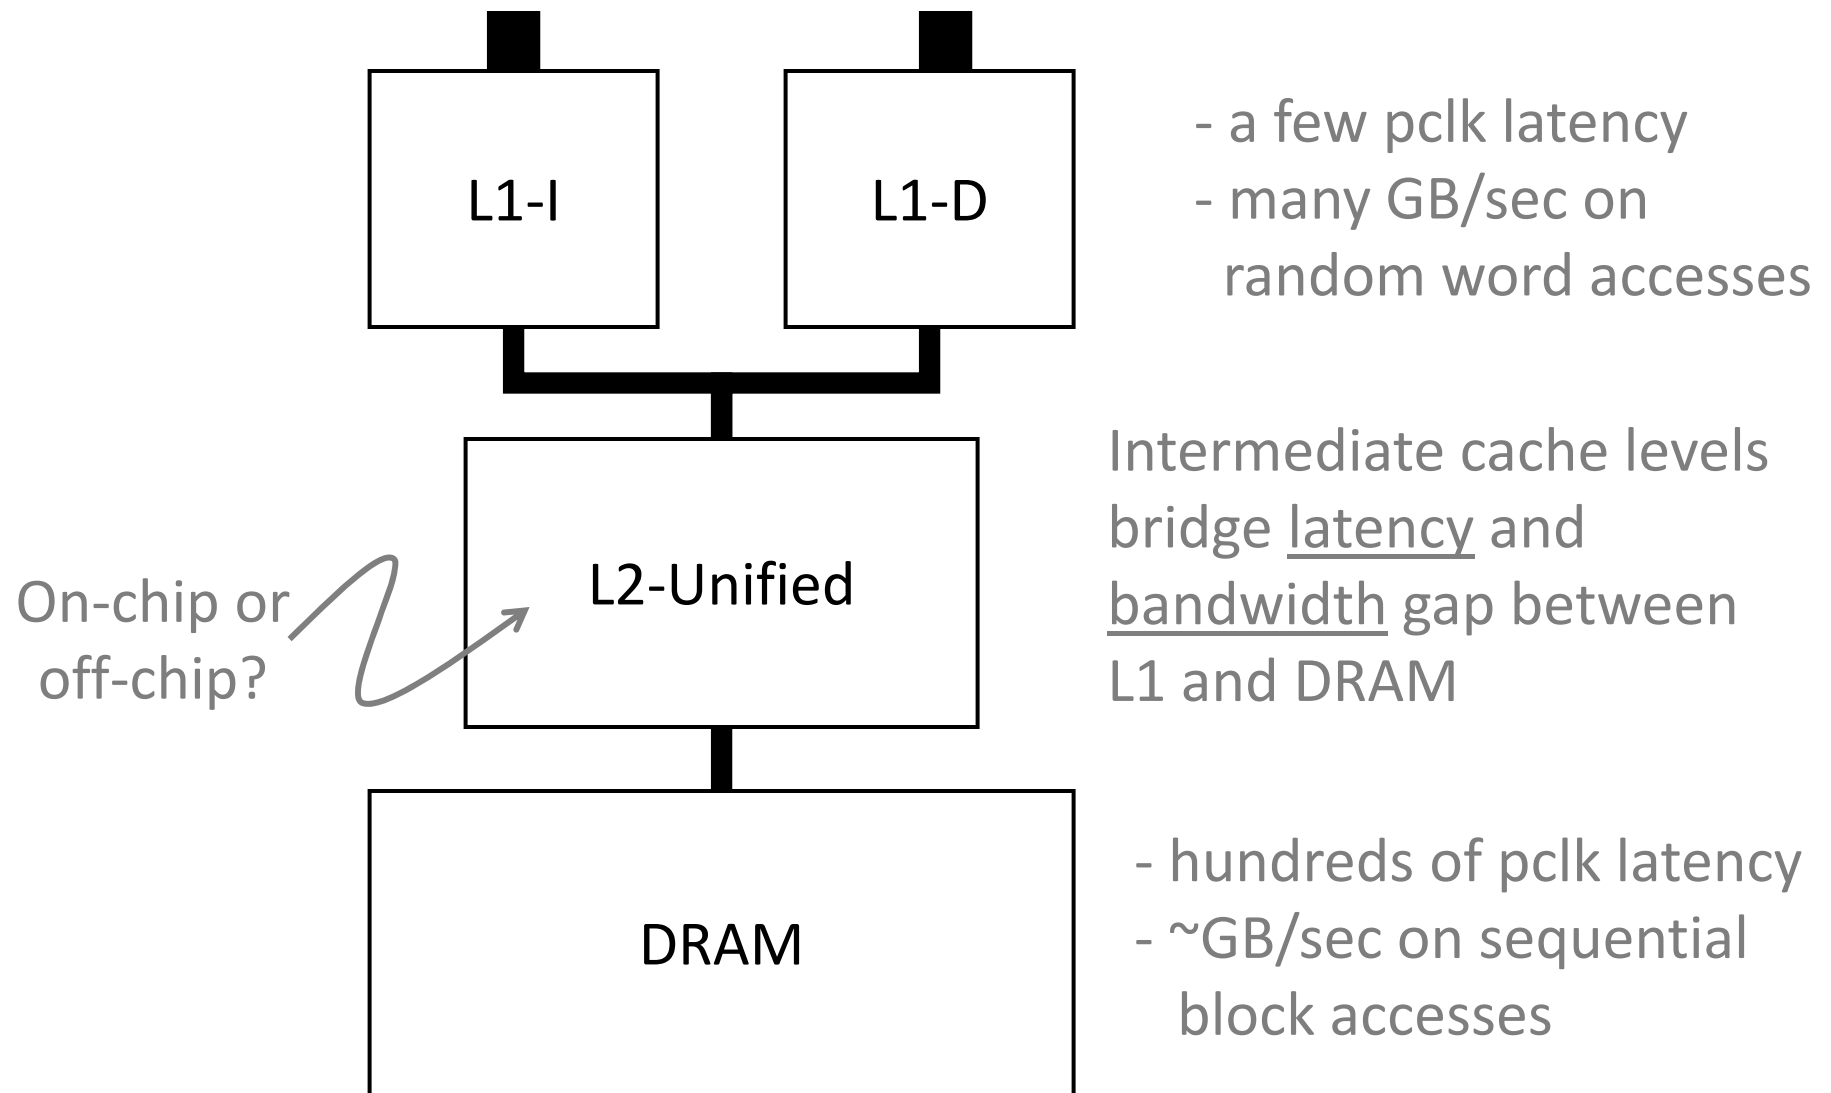 L1-I
L1-D
- a few pclk latency
- many GB/sec on
random word accesses
Intermediate cache levels
bridge latency and
bandwidth gap between
L1 and DRAM
L2-Unified
On-chip or
off-chip?
DRAM
- hundreds of pclk latency
- ~GB/sec on sequential
block accesses